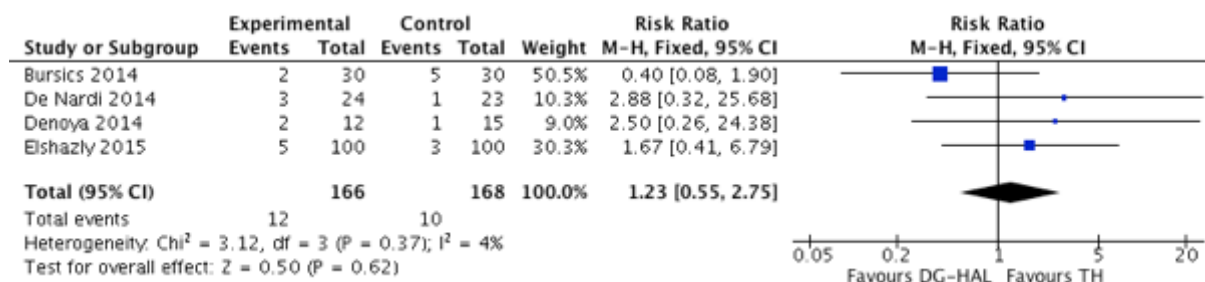 Experimental Control Risk Ratio Risk Ratio
Study or Subgroup Events Total Events Total Weight M-H, Fixed, 95% CI M-H, Fixed, 95% CI
Bursics 2014 2 30 5 30 50.5% 0.40 [0.08, 1.90]
De Nardi 2014 3 24 1 23 10.3% 2.88 [0.32, 25.68]
Denoya 2014 2 12 1 15 9.0% 2.50 [0.26, 24.38]
Elshazly 2015 5 100 3 100 30.3% 1.67 [0.41, 6.79]
Total (95% CI) 166 168 100.0% 1.23 [0.55, 2.75]
Total events 12 10
Heterogeneity: Chi² = 3.12, df = 3 (P = 0.37); I² = 4%
Test for overall effect: Z = 0.50 (P = 0.62)
0.05 0.2 1 5 20
Favours DG-HAL Favours TH